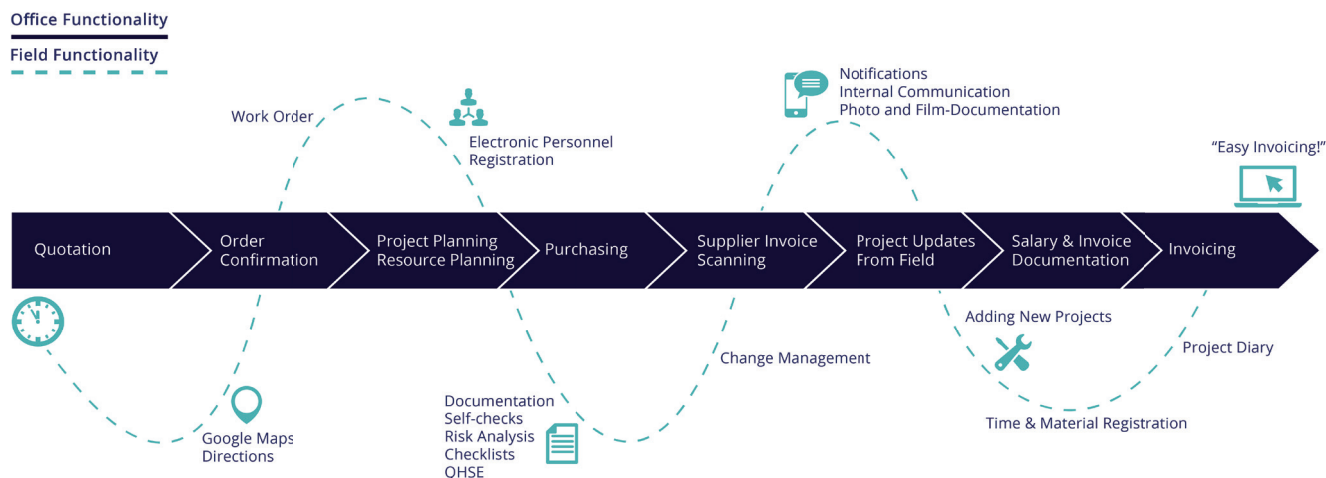 Office Functionality
Field Functionality
Work Order
Electronic Personnel
Registration
Notifications
Internal Communication
Photo and Film-Documentation
“Easy Invoicing!”
Quotation
Order
Confirmation
Project Planning
Resource Planning
Purchasing
Supplier Invoice
Scanning
Project Updates
From Field
Salary & Invoice
Documentation
Invoicing
Google Maps
Directions
Documentation
Self-checks
Risk Analysis
Checklists
QHSE
Change Management
Adding New Projects
Time & Material Registration
Project Diary